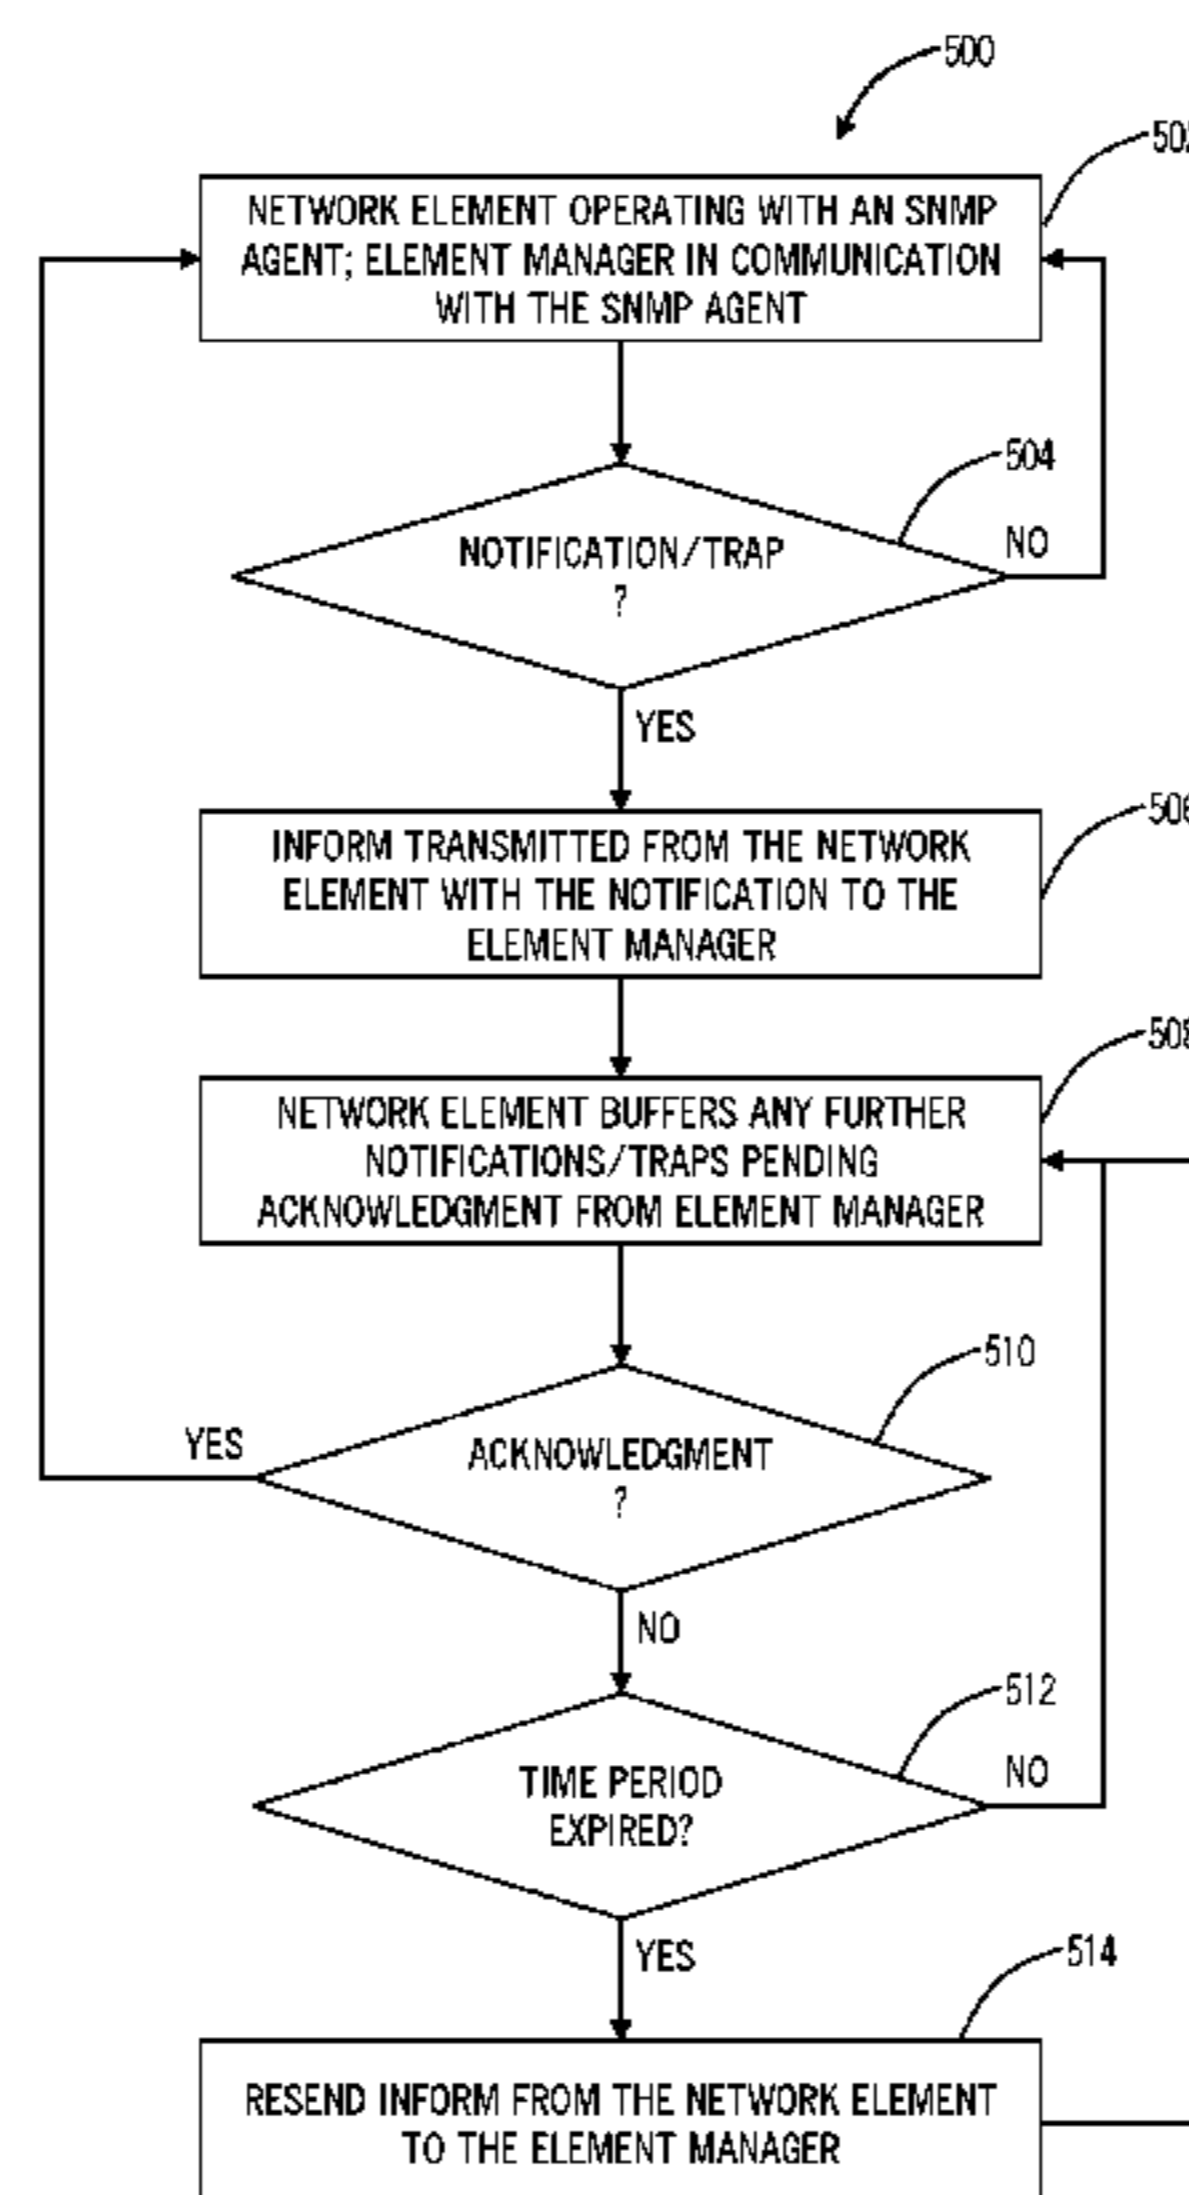 500
NETWORK ELEMENT OPERATING WITH AN SNMP
AGENT; ELEMENT MANAGER IN COMMUNICATION
WITH THE SNMP AGENT
504
NOTIFICATION/TRAP
?
NO
YES
506
INFORM TRANSMITTED FROM THE NETWORK
ELEMENT WITH THE NOTIFICATION TO THE
ELEMENT MANAGER
508
NETWORK ELEMENT BUFFERS ANY FURTHER
NOTIFICATIONS/TRAPS PENDING
ACKNOWLEDGMENT FROM ELEMENT MANAGER
510
YES
ACKNOWLEDGMENT
?
NO
512
TIME PERIOD
EXPIRED?
NO
YES
514
RESEND INFORM FROM THE NETWORK ELEMENT
TO THE ELEMENT MANAGER